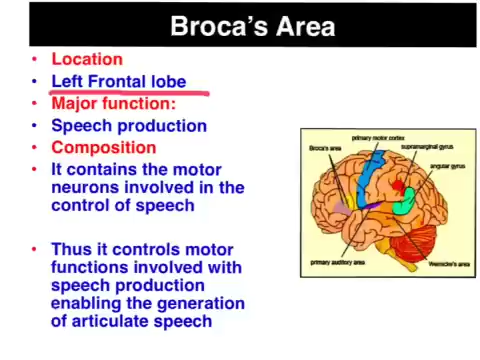 Broca's Area
• Location
• Left Frontal lobe
• Major function:
• Speech production
• Composition
• It contains the motor
neurons involved in the
control of speech
• Thus it controls motor
functions involved with
speech production
enabling the generation
of articulate speech
primary motor cortex
Broca's area
supramarginal gyrus
angular gyrus
primary auditory area
Wernicke's area